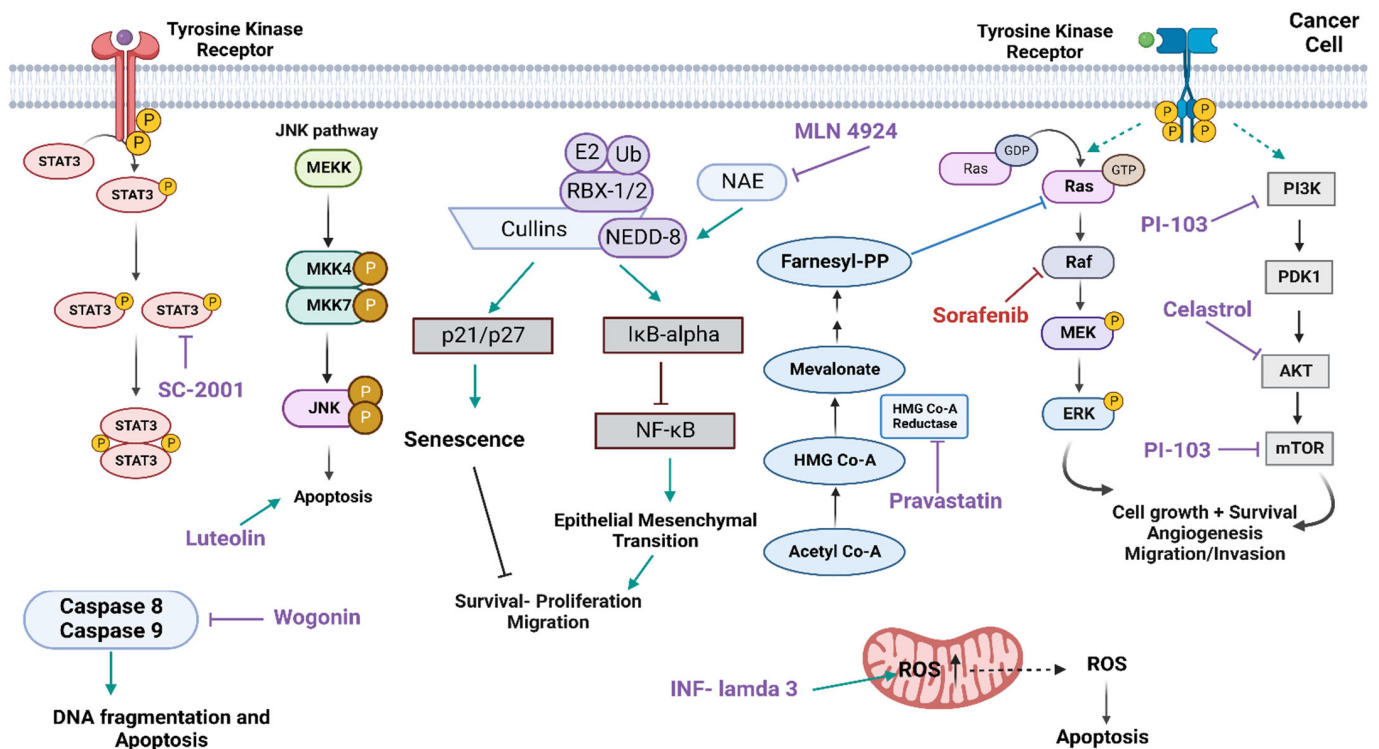 Tyrosine Kinase
Receptor
STAT3
P
P
STAT3
P
STAT3
P
STAT3
P
SC-2001
STAT3
STAT3
P
P
JNK pathway
MEKK
MKK4
P
MKK7
P
JNK
P
P
Apoptosis
Luteolin
Caspase 8
Caspase 9
Wogonin
DNA fragmentation and
Apoptosis
E2
Ub
RBX-1/2
Cullins
NEDD-8
NAE
MLN 4924
p21/p27
Senescence
IκB-alpha
NF-κB
Epithelial Mesenchymal
Transition
Survival- Proliferation
Migration
Farnesyl-PP
Mevalonate
HMG Co-A
Reductase
HMG Co-A
Pravastatin
Acetyl Co-A
INF- lamda 3
ROS
ROS
Apoptosis
Tyrosine Kinase
Receptor
Cancer
Cell
P
P
P
P
Ras
GDP
Ras
GTP
Raf
Sorafenib
MEK
P
ERK
P
PI3K
PI-103
PDK1
Celastrol
AKT
PI-103
mTOR
Cell growth + Survival
Angiogenesis
Migration/Invasion